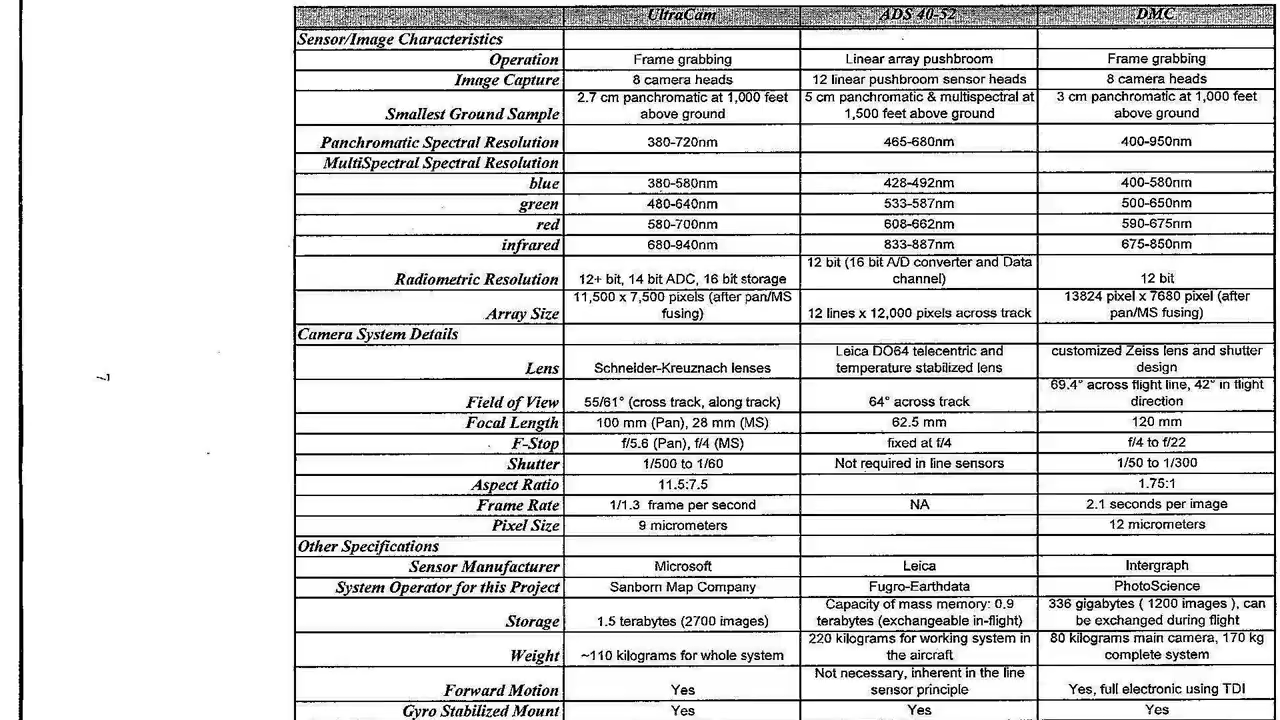 UltraCam ADS 40-52 DMC
Sensor/Image Characteristics
Operation Frame grabbing Linear array pushbroom Frame grabbing
Image Capture 8 camera heads 12 linear pushbroom sensor heads 8 camera heads
Smallest Ground Sample 2.7 cm panchromatic at 1,000 feet above ground 5 cm panchromatic & multispectral at 1,500 feet above ground 3 cm panchromatic at 1,000 feet above ground
Panchromatic Spectral Resolution 380-720nm 465-680nm 400-950nm
MultiSpectral Spectral Resolution
blue 380-580nm 428-492nm 400-580nm
green 480-640nm 533-587nm 500-650nm
red 580-700nm 608-662nm 590-675nm
infrared 680-940nm 833-887nm 675-850nm
Radiometric Resolution 12+ bit, 14 bit ADC, 16 bit storage 12 bit (16 bit A/D converter and Data channel) 12 bit
Array Size 11,500 x 7,500 pixels (after pan/MS fusing) 12 lines x 12,000 pixels across track 13824 pixel x 7680 pixel (after pan/MS fusing)
Camera System Details
Lens Schneider-Kreuznach lenses Leica DO64 telecentric and temperature stabilized lens customized Zeiss lens and shutter design
Field of View 55/61° (cross track, along track) 64° across track 69.4° across flight line, 42° in flight direction
Focal Length 100 mm (Pan), 28 mm (MS) 62.5 mm 120 mm
F-Stop f/5.6 (Pan), f/4 (MS) fixed at f/4 f/4 to f/22
Shutter 1/500 to 1/60 Not required in line sensors 1/50 to 1/300
Aspect Ratio 11.5:7.5 1.75:1
Frame Rate 1/1.3 frame per second NA 2.1 seconds per image
Pixel Size 9 micrometers 12 micrometers
Other Specifications
Sensor Manufacturer Microsoft Leica Intergraph
System Operator for this Project Sanborn Map Company Fugro-Earthdata PhotoScience
Storage 1.5 terabytes (2700 images) Capacity of mass memory: 0.9 terabytes (exchangeable in-flight) 336 gigabytes ( 1200 images ), can be exchanged during flight
Weight ~110 kilograms for whole system 220 kilograms for working system in the aircraft 80 kilograms main camera, 170 kg complete system
Forward Motion Yes Not necessary, inherent in the line sensor principle Yes, full electronic using TDI
Gyro Stabilized Mount Yes Yes Yes
7